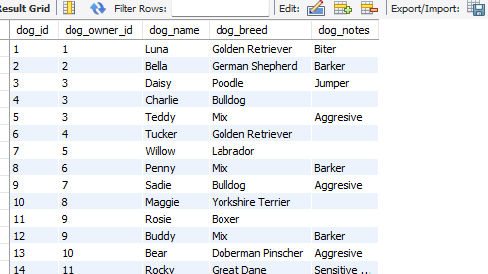 Result Grid Filter Rows: Edit: Export/Import:
dog_id dog_owner_id dog_name dog_breed dog_notes
1 1 Luna Golden Retriever Biter
2 2 Bella German Shepherd Barker
3 3 Daisy Poodle Jumper
4 3 Charlie Bulldog
5 3 Teddy Mix Aggresive
6 4 Tucker Golden Retriever
7 5 Willow Labrador
8 6 Penny Mix Barker
9 7 Sadie Bulldog Aggresive
10 8 Maggie Yorkshire Terrier
11 9 Rosie Boxer
12 9 Buddy Mix Barker
13 10 Bear Doberman Pinscher Aggresive
14 11 Rocky Great Dane Sensitive ...